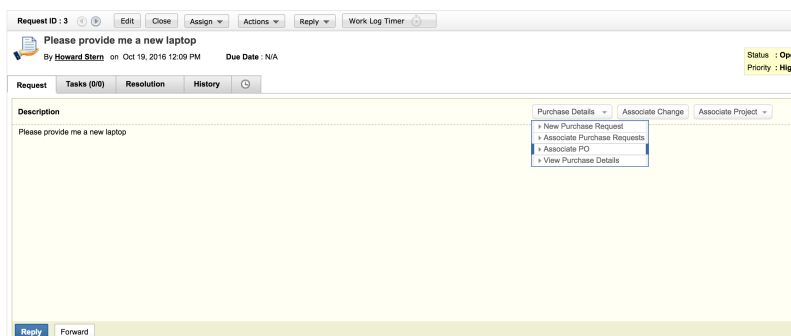 Request ID : 3 Edit Close Assign Actions Reply Work Log Timer
Please provide me a new laptop
By Howard Stern on Oct 19, 2016 12:09 PM Due Date : N/A
Status : Ope
Priority : Hig
Request Tasks (0/0) Resolution History
Description Purchase Details Associate Change Associate Project
Please provide me a new laptop
New Purchase Request
Associate Purchase Requests
Associate PO
View Purchase Details
Reply Forward